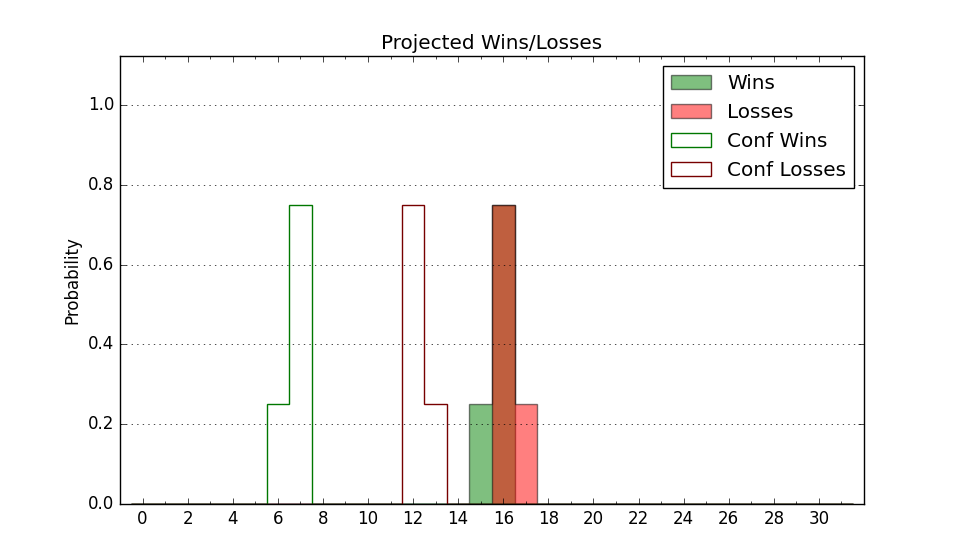 Projected Wins/Losses
Wins
Losses
Conf Wins
Conf Losses
Probability
1.0
0.8
0.6
0.4
0.2
0.0
0 2 4 6 8 10 12 14 16 18 20 22 24 26 28 30